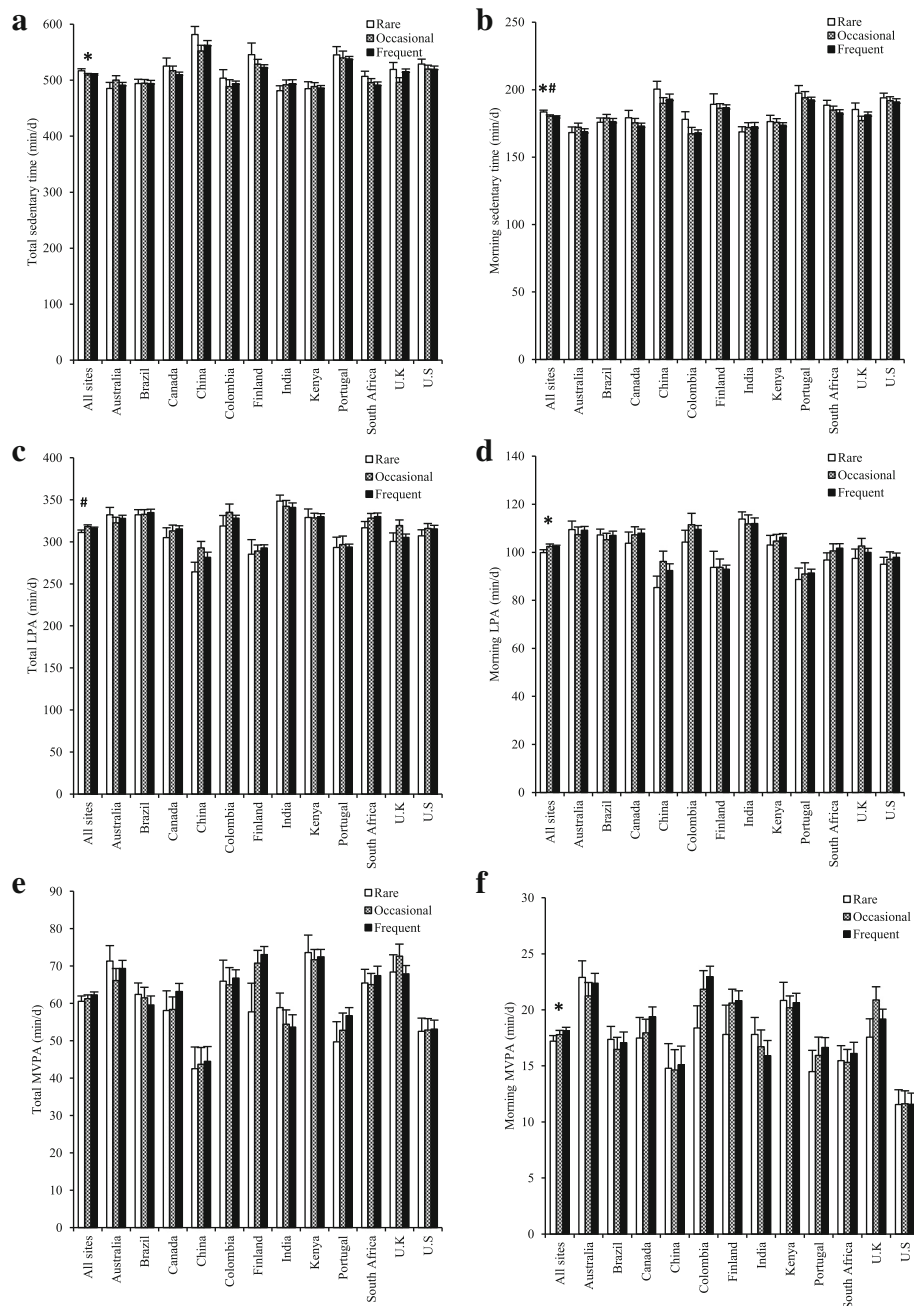 a
Total sedentary time (min/d)
600
500
400
300
200
100
0
*
Rare
Occasional
Frequent
All sites
Australia
Brazil
Canada
China
Colombia
Finland
India
Kenya
Portugal
South Africa
U.K
U.S
b
Morning sedentary time (min/d)
250
200
150
100
50
0
*#
Rare
Occasional
Frequent
All sites
Australia
Brazil
Canada
China
Colombia
Finland
India
Kenya
Portugal
South Africa
U.K
U.S
c
Total LPA (min/d)
400
350
300
250
200
150
100
50
0
#
Rare
Occasional
Frequent
All sites
Australia
Brazil
Canada
China
Colombia
Finland
India
Kenya
Portugal
South Africa
U.K
U.S
d
Morning LPA (min/d)
140
120
100
80
60
40
20
0
*
Rare
Occasional
Frequent
All sites
Australia
Brazil
Canada
China
Colombia
Finland
India
Kenya
Portugal
South Africa
U.K
U.S
e
Total MVPA (min/d)
90
80
70
60
50
40
30
20
10
0
Rare
Occasional
Frequent
All sites
Australia
Brazil
Canada
China
Colombia
Finland
India
Kenya
Portugal
South Africa
U.K
U.S
f
Morning MVPA (min/d)
30
25
20
15
10
5
0
*
Rare
Occasional
Frequent
All sites
Australia
Brazil
Canada
China
Colombia
Finland
India
Kenya
Portugal
South Africa
U.K
U.S